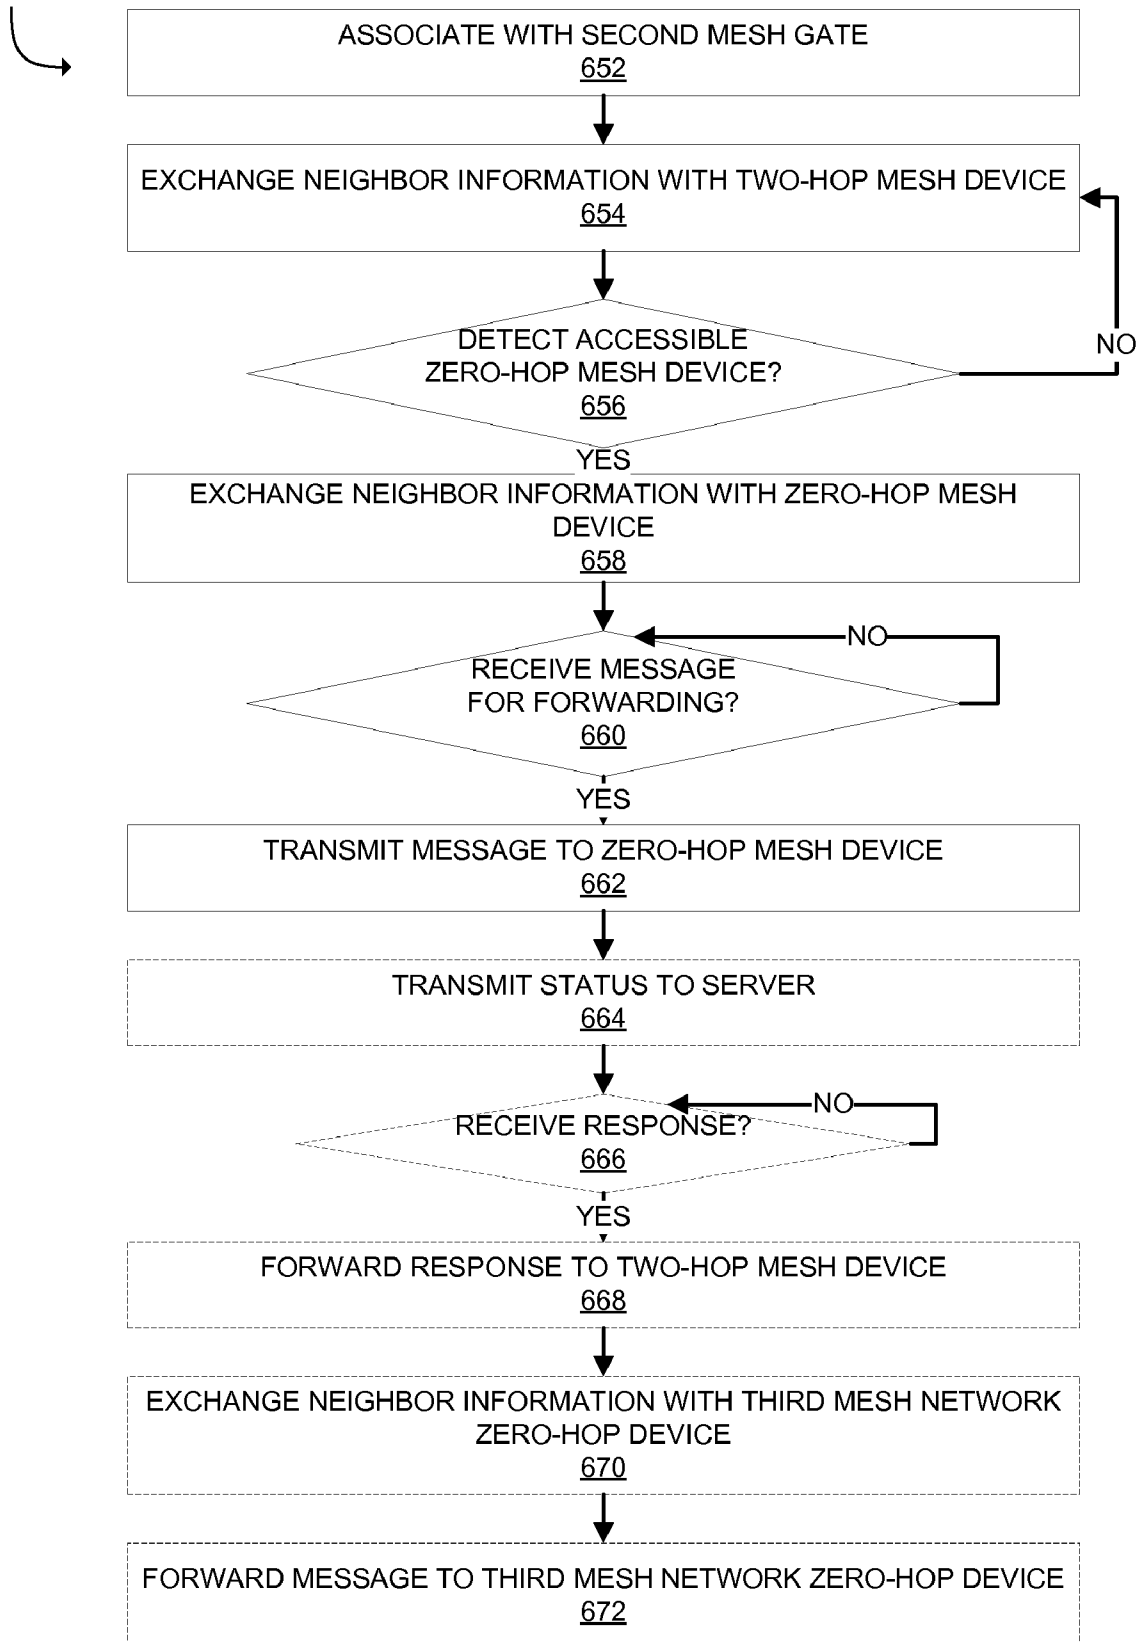 ASSOCIATE WITH SECOND MESH GATE
652
EXCHANGE NEIGHBOR INFORMATION WITH TWO-HOP MESH DEVICE
654
DETECT ACCESSIBLE
ZERO-HOP MESH DEVICE?
656
NO
YES
EXCHANGE NEIGHBOR INFORMATION WITH ZERO-HOP MESH
DEVICE
658
NO
RECEIVE MESSAGE
FOR FORWARDING?
660
YES
TRANSMIT MESSAGE TO ZERO-HOP MESH DEVICE
662
TRANSMIT STATUS TO SERVER
664
NO
RECEIVE RESPONSE?
666
YES
FORWARD RESPONSE TO TWO-HOP MESH DEVICE
668
EXCHANGE NEIGHBOR INFORMATION WITH THIRD MESH NETWORK
ZERO-HOP DEVICE
670
FORWARD MESSAGE TO THIRD MESH NETWORK ZERO-HOP DEVICE
672